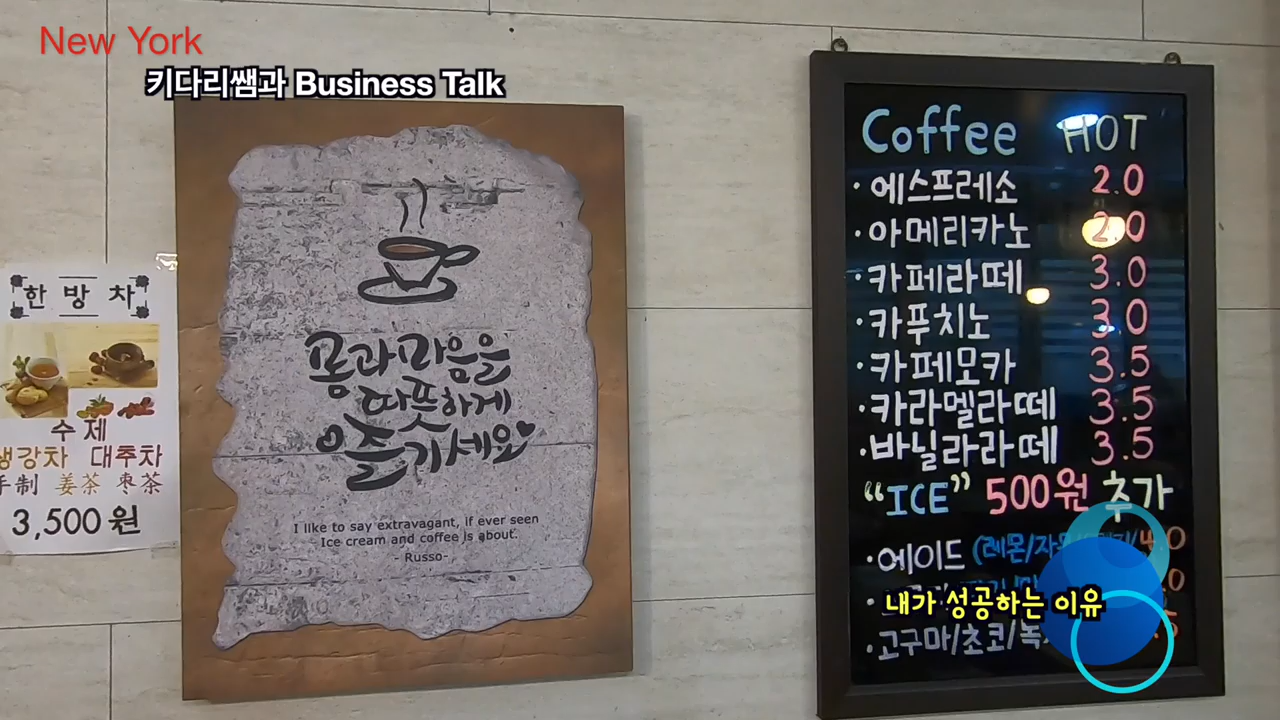 New York
키다리쌤과 Business Talk
한방차
수제
생강차 대추차
手制 姜茶 枣茶
3,500원
몸과 마음을
따뜻하게
즐기세요
I like to say extravagant, if ever seen
Ice cream and coffee is about.
- Russo-
Coffee HOT
· 에스프레소 2.0
· 아메리카노 2.0
· 카페라떼 3.0
· 카푸치노 3.0
· 카페모카 3.5
· 카라멜라떼 3.5
· 바닐라라떼 3.5
“ICE” 500원 추가
· 에이드 (레몬/자몽/
내가 성공하는 이유
· 고구마/초코/녹